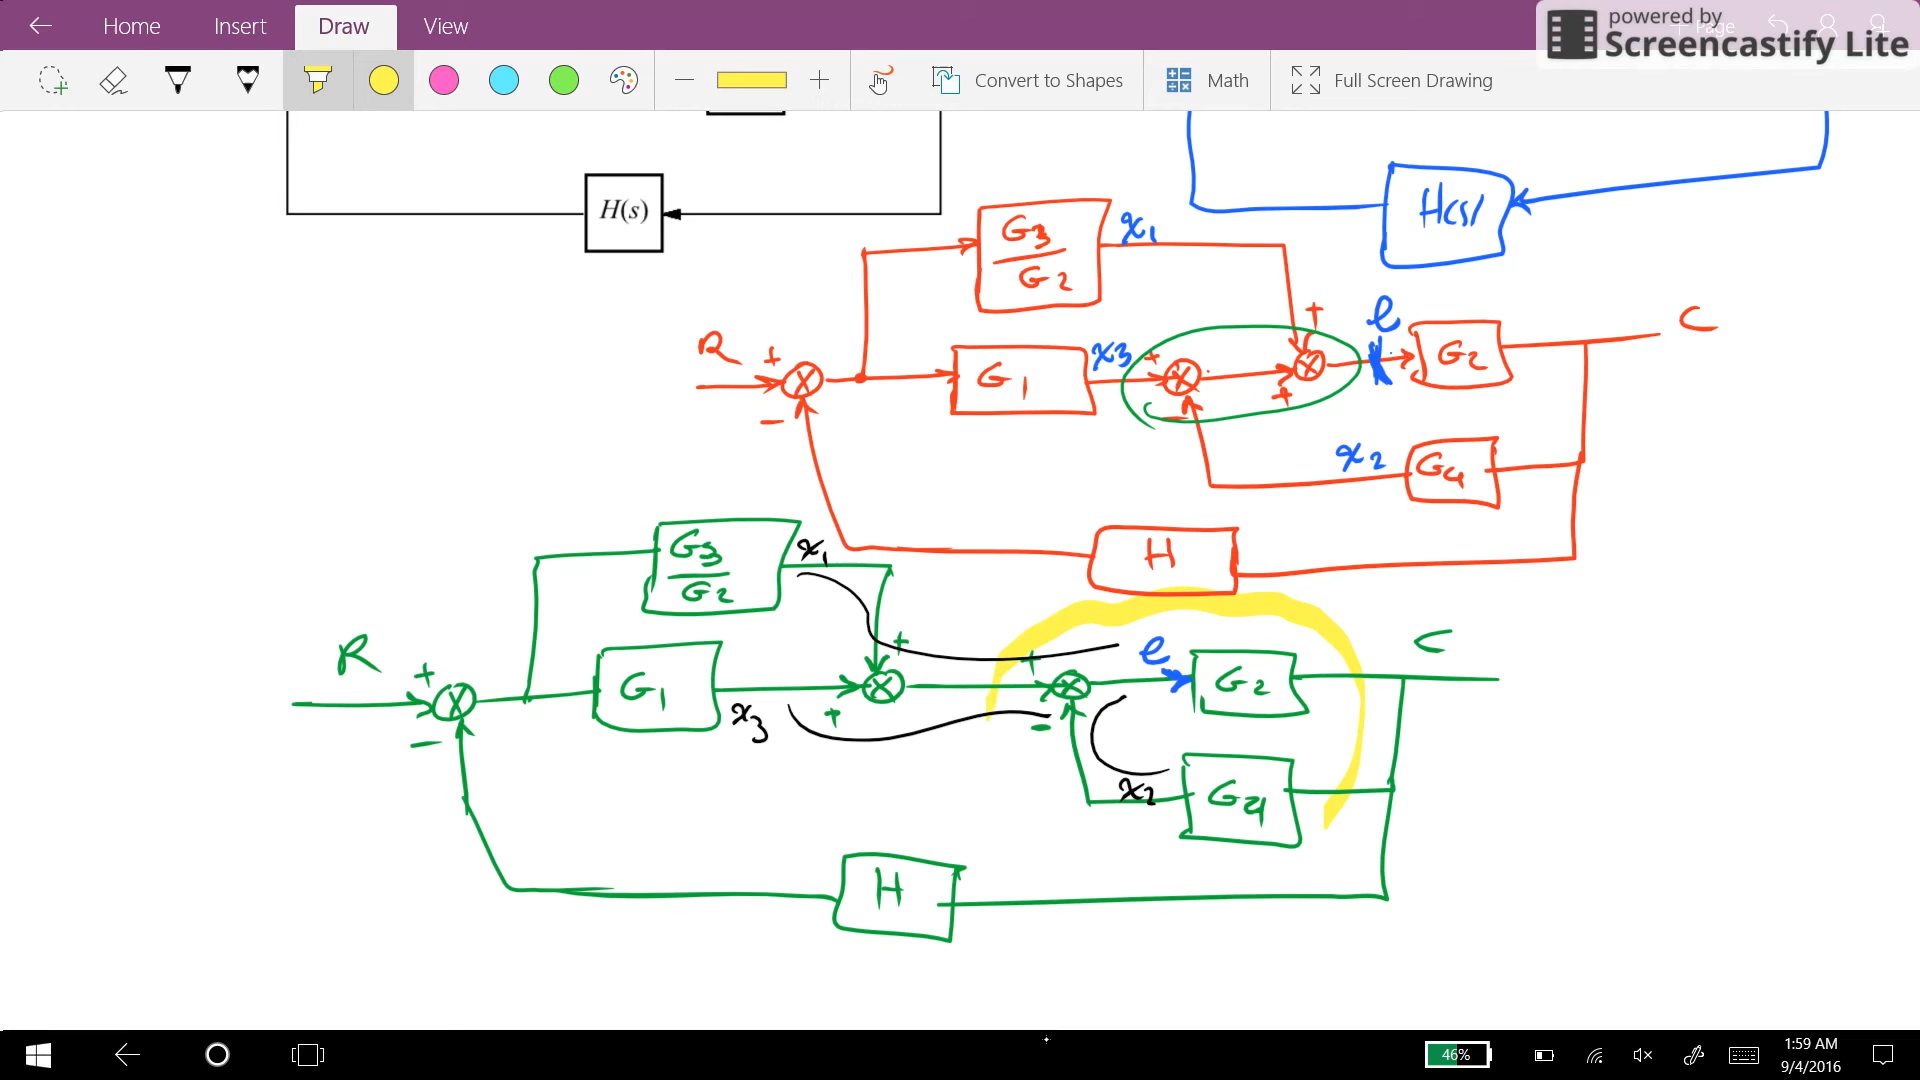 Home Insert Draw View
powered by
Screencastify Lite
Page
Convert to Shapes Math Full Screen Drawing
H(s)
H(s)
G3
G2
x1
R + −
G1
x3
+ −
+ +
e
G2
C
x2
G4
H
G3
G2
x1
R + −
G1
x3
+ +
+ −
e
G2
C
x2
G4
H
46%
1:59 AM
9/4/2016